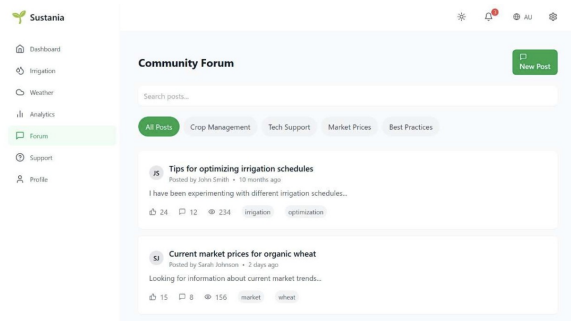 Sustania
AU
Dashboard
Irrigation
Weather
Analytics
Forum
Support
Profile
Community Forum
New Post
Search posts...
All Posts
Crop Management
Tech Support
Market Prices
Best Practices
JS
Tips for optimizing irrigation schedules
Posted by John Smith • 10 months ago
I have been experimenting with different irrigation schedules...
24 12 234 irrigation optimization
SJ
Current market prices for organic wheat
Posted by Sarah Johnson • 2 days ago
Looking for information about current market trends...
15 8 156 market wheat